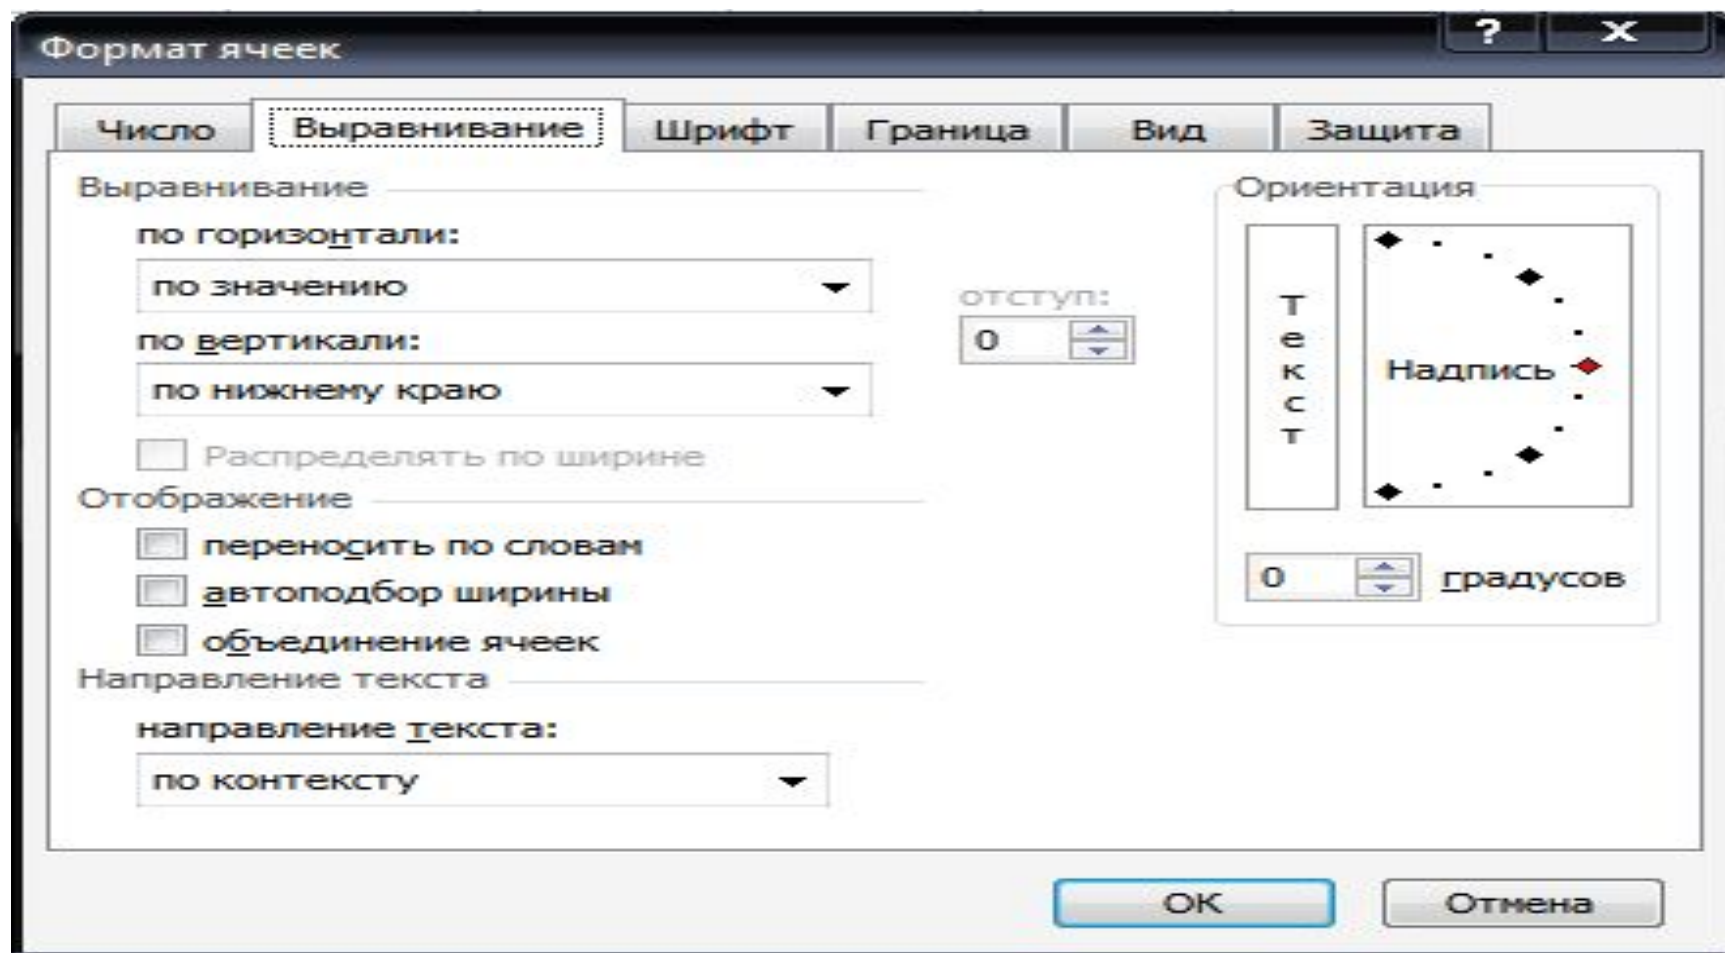 Формат ячеек
? X
Число Выравнивание Шрифт Граница Вид Защита
Выравнивание
по горизонтали:
по значению
отступ:
0
по вертикали:
по нижнему краю
Распределять по ширине
Отображение
переносить по словам
автоподбор ширины
объединение ячеек
Направление текста
направление текста:
по контексту
Ориентация
Текст
Надпись
0 градусов
ОК Отмена